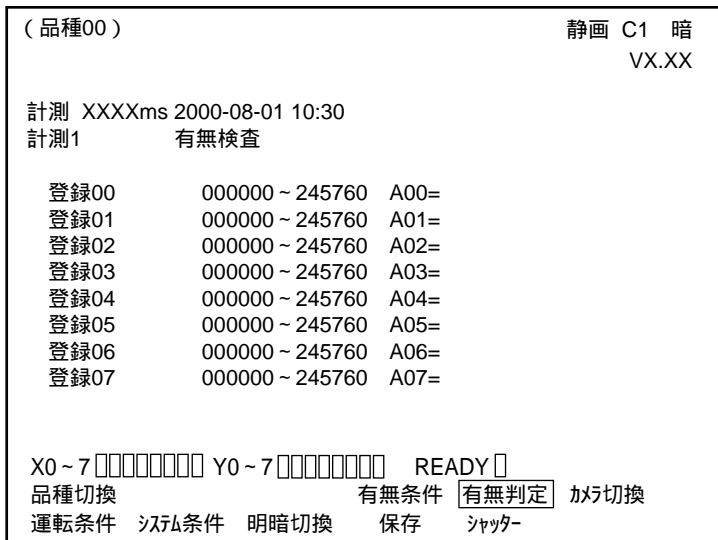 (品種00) 静画 C1 暗
VX.XX
計測 XXXXms 2000-08-01 10:30
計測1 有無検査
登録00 000000~245760 A00=
登録01 000000~245760 A01=
登録02 000000~245760 A02=
登録03 000000~245760 A03=
登録04 000000~245760 A04=
登録05 000000~245760 A05=
登録06 000000~245760 A06=
登録07 000000~245760 A07=
X0~7▯▯▯▯▯▯▯▯ Y0~7▯▯▯▯▯▯▯▯ READY▯
品種切換 有無条件 有無判定 ｶﾒﾗ切換
運転条件 ｼｽﾃﾑ条件 明暗切換 保存 ｼｬｯﾀｰ